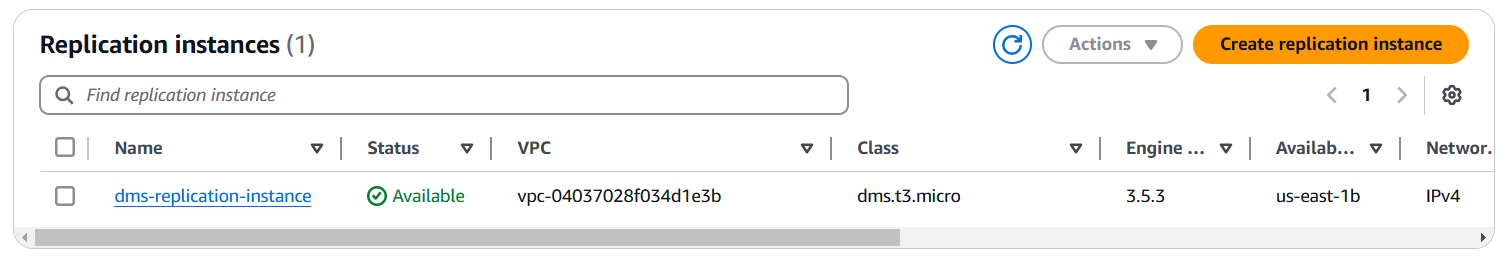 Replication instances (1)
Actions
Create replication instance
Find replication instance
1
Name Status VPC Class Engine ... Availab... Networ.
dms-replication-instance Available vpc-04037028f034d1e3b dms.t3.micro 3.5.3 us-east-1b IPv4